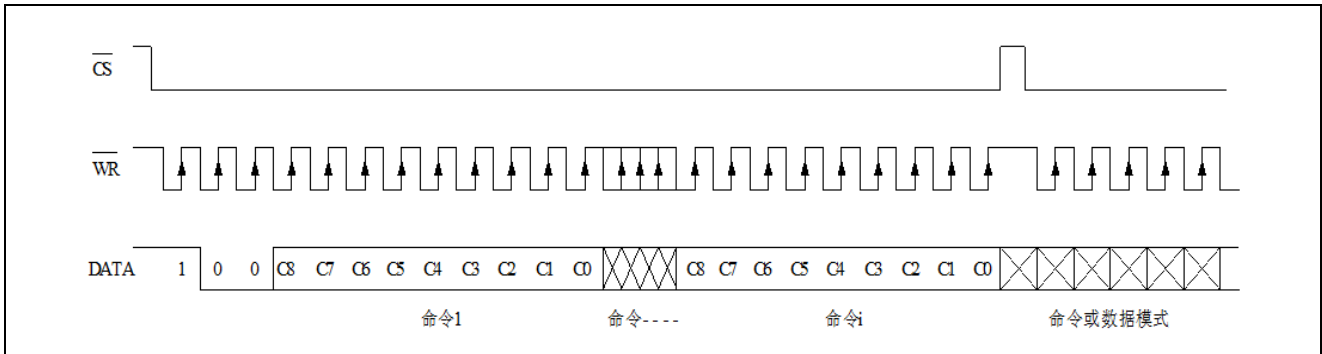 CS
WR
DATA 1 0 0 C8 C7 C6 C5 C4 C3 C2 C1 C0 C8 C7 C6 C5 C4 C3 C2 C1 C0
命令1 命令---- 命令i 命令或数据模式